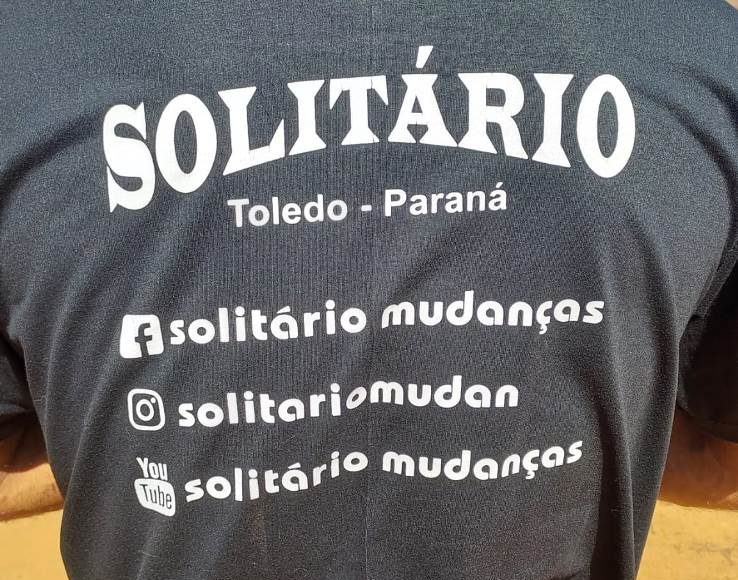 SOLITÁRIO
Toledo - Paraná
solitário mudanças
solitariomudan
You Tube solitário mudanças